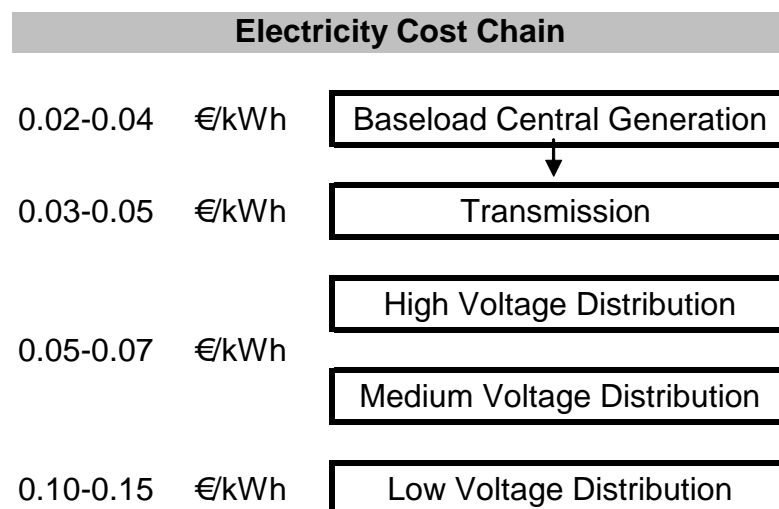 Electricity Cost Chain
0.02-0.04 €/kWh Baseload Central Generation
0.03-0.05 €/kWh Transmission
High Voltage Distribution
0.05-0.07 €/kWh
Medium Voltage Distribution
0.10-0.15 €/kWh Low Voltage Distribution